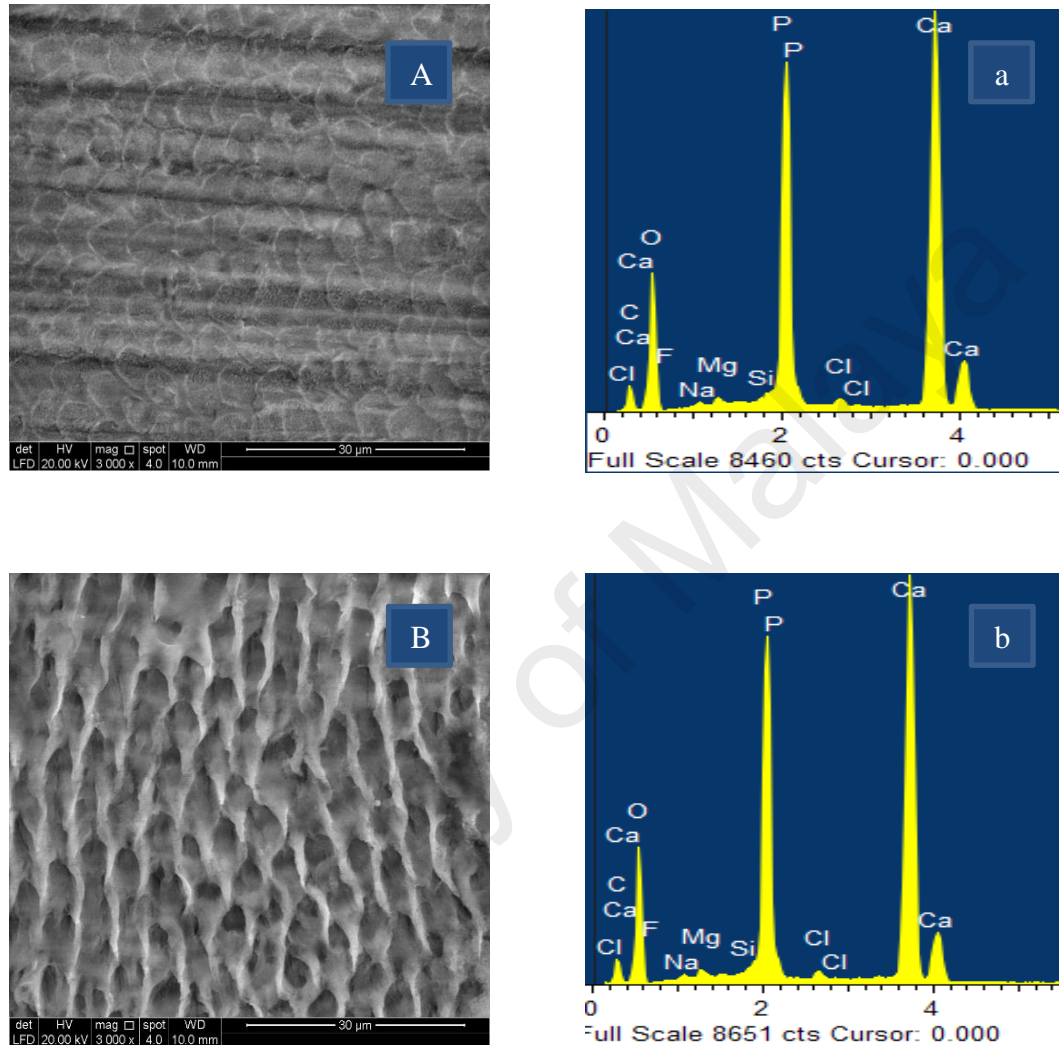 A
det HV mag □ spot WD
LFD 20.00 kV 3 000 x 4.0 10.0 mm 30 µm
a
P
P
Ca
O
Ca
C
Ca
F
Cl
Na
Mg
Si
Cl
Cl
Ca
0 2 4
Full Scale 8460 cts Cursor: 0.000
B
det HV mag □ spot WD
LFD 20.00 kV 3 000 x 4.0 10.0 mm 30 µm
b
P
P
Ca
O
Ca
C
Ca
F
Cl
Na
Mg
Si
Cl
Cl
Ca
0 2 4
Full Scale 8651 cts Cursor: 0.000
y of Malaya